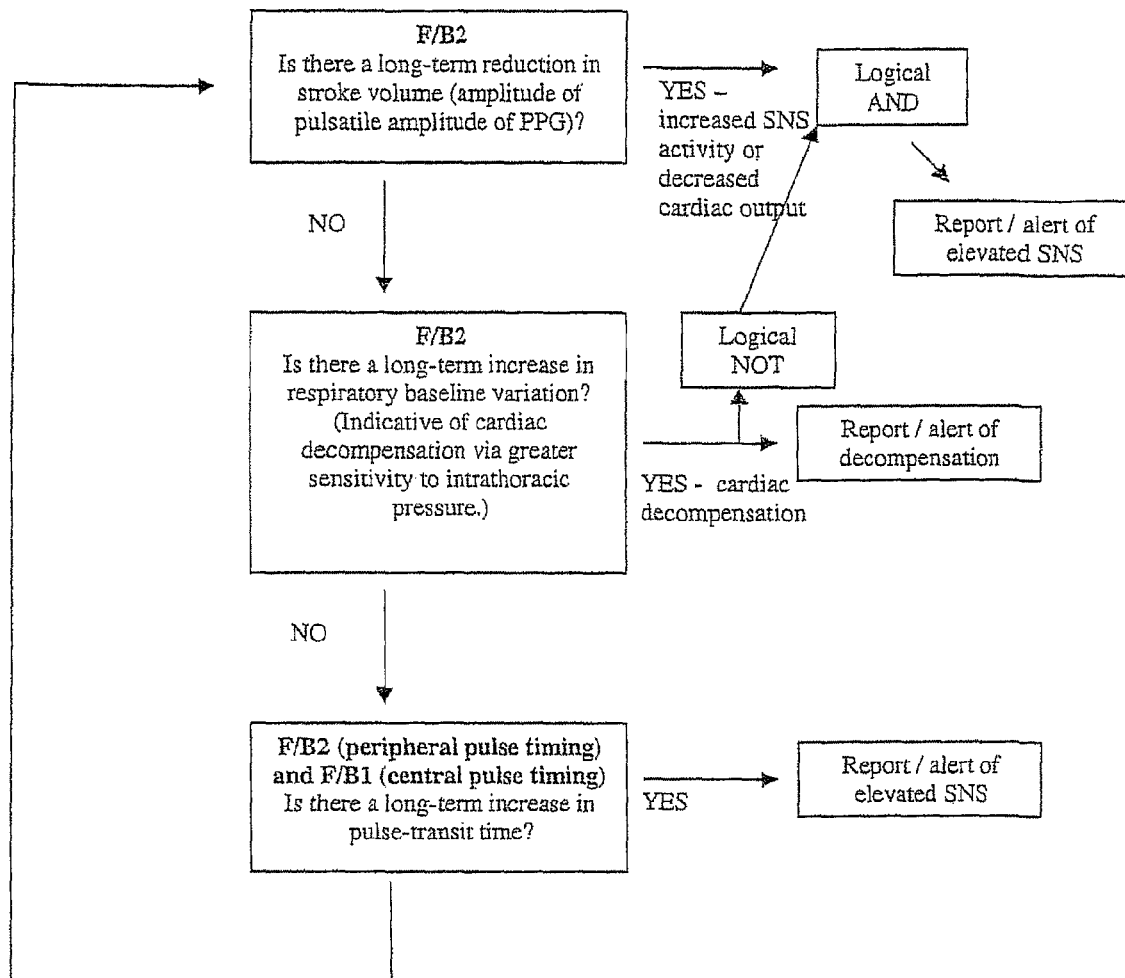 F/B2
Is there a long-term reduction in
stroke volume (amplitude of
pulsatile amplitude of PPG)?
YES –
increased SNS
activity or
decreased
cardiac output
Logical
AND
Report / alert of
elevated SNS
NO
F/B2
Is there a long-term increase in
respiratory baseline variation?
(Indicative of cardiac
decompensation via greater
sensitivity to intrathoracic
pressure.)
Logical
NOT
YES - cardiac
decompensation
Report / alert of
decompensation
NO
F/B2 (peripheral pulse timing)
and F/B1 (central pulse timing)
Is there a long-term increase in
pulse-transit time?
YES
Report / alert of
elevated SNS